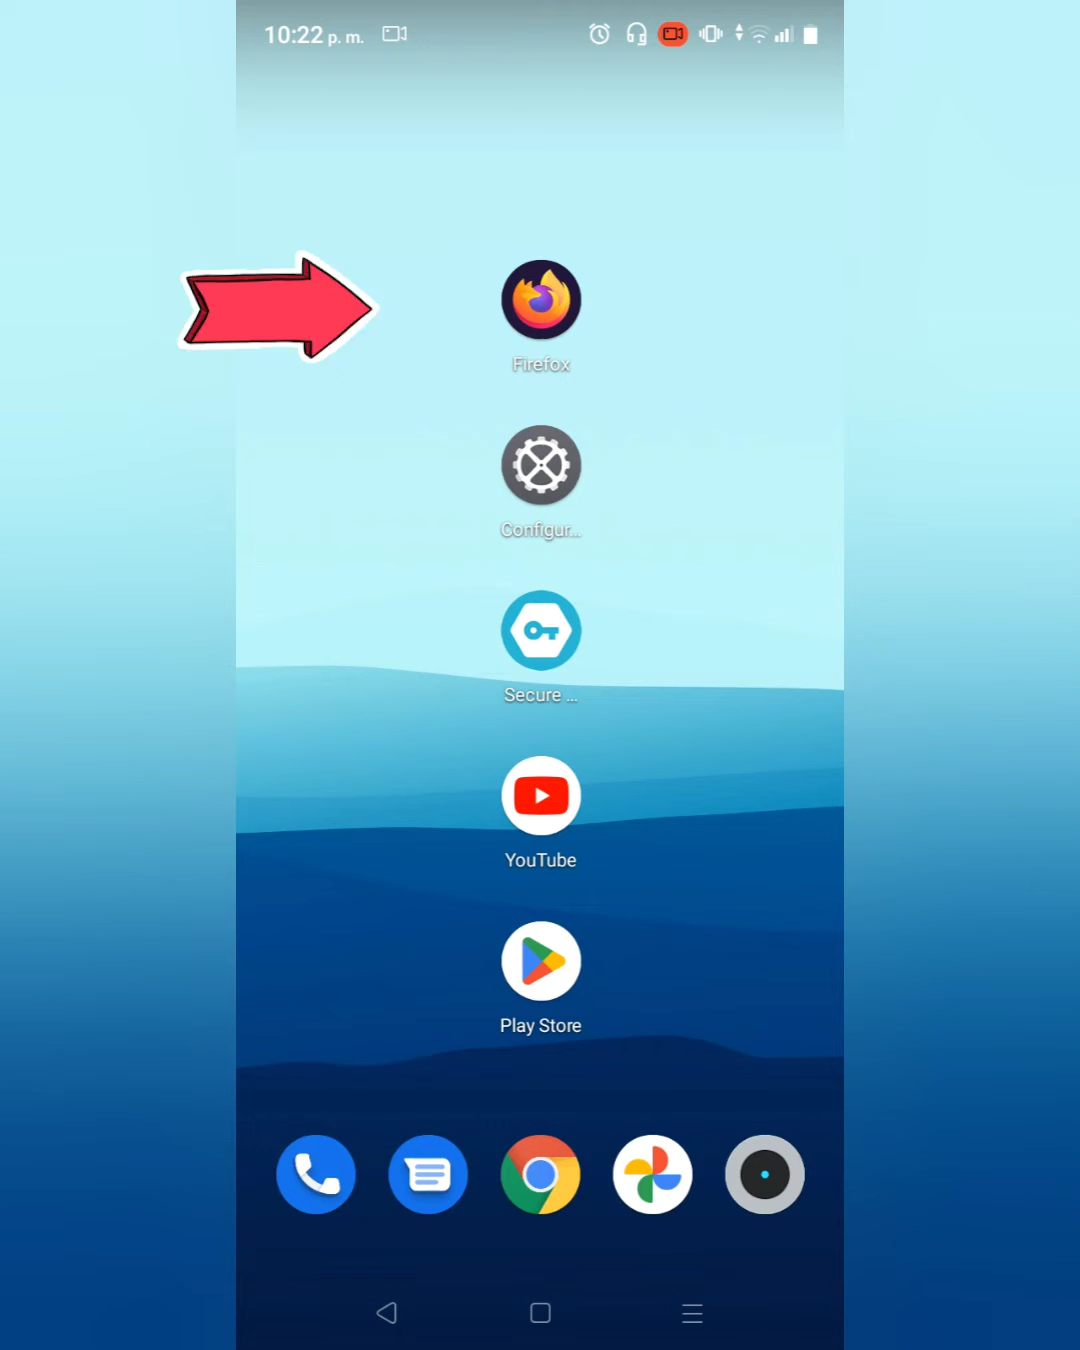 10:22 p. m.
Firefox
Configur...
Secure ...
YouTube
Play Store